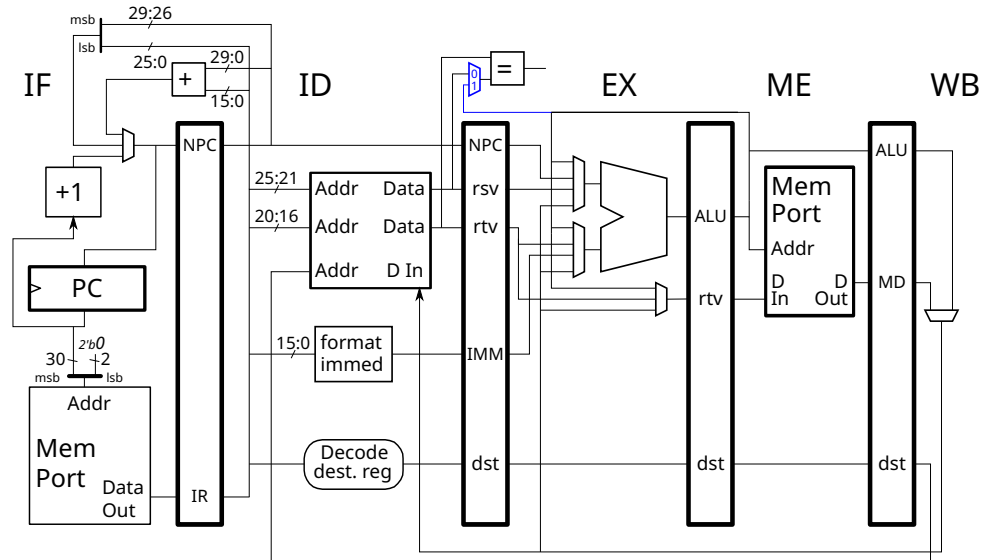 msb
29:26
lsb
25:0
29:0
+
15:0
=
0
1
IF
ID
EX
ME
WB
NPC
NPC
ALU
+1
25:21
Addr
Data
rsv
Mem
Port
20:16
Addr
Data
rtv
ALU
Addr
Addr
D In
PC
D
In
D
Out
MD
rtv
2'b0
30
2
msb
lsb
15:0
format
immed
IMM
Addr
Mem
Port
Data
Out
IR
Decode
dest. reg
dst
dst
dst